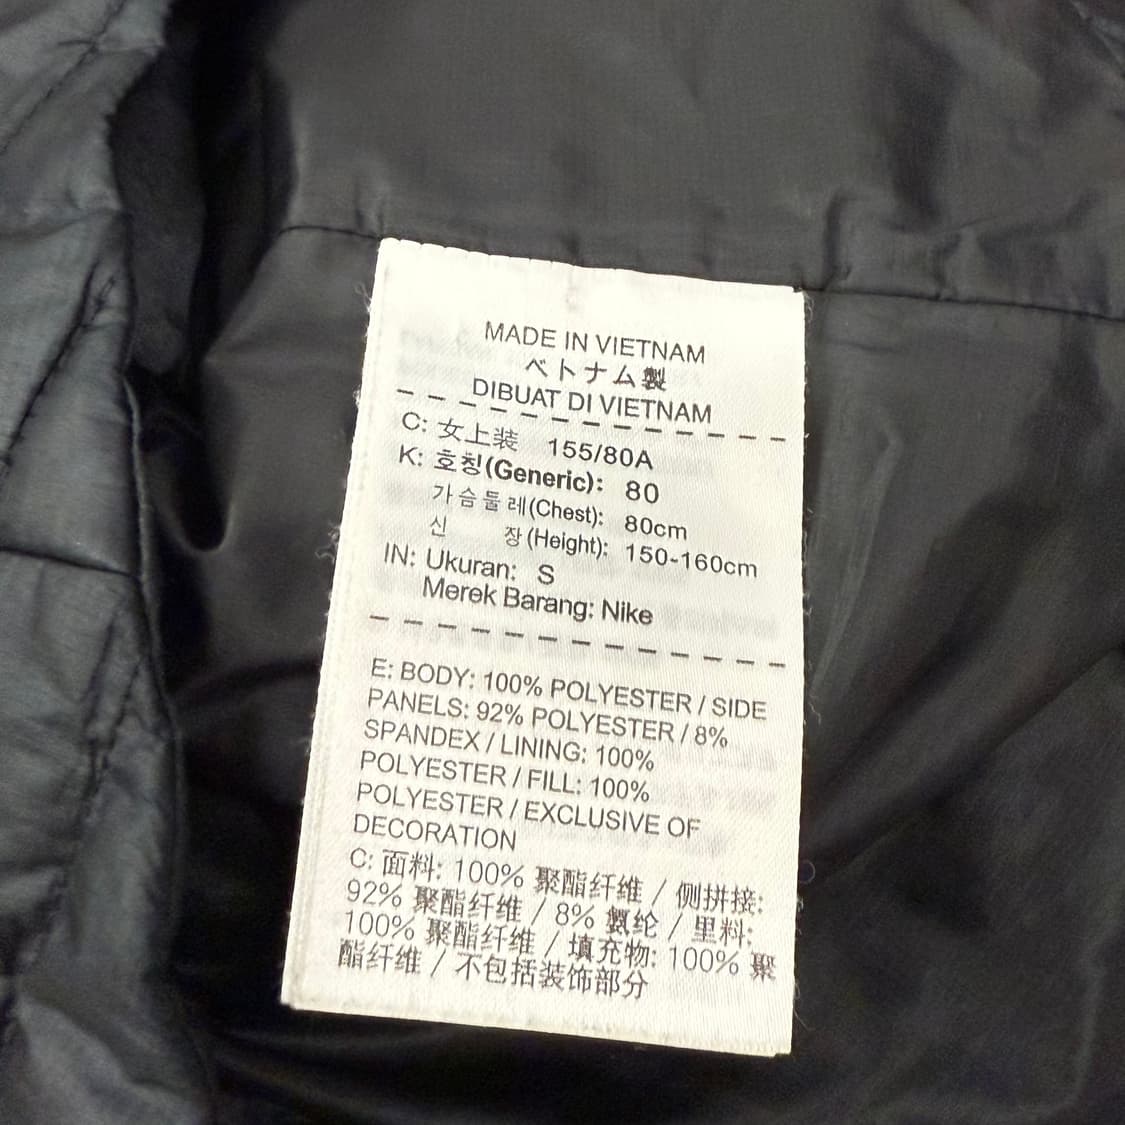 MADE IN VIETNAM
ベトナム製
DIBUAT DI VIETNAM
C: 女上装 155/80A
K: 호칭(Generic): 80
가슴둘레(Chest): 80cm
신 장(Height): 150-160cm
IN: Ukuran: S
Merek Barang: Nike
E: BODY: 100% POLYESTER / SIDE
PANELS: 92% POLYESTER / 8%
SPANDEX / LINING: 100%
POLYESTER / FILL: 100%
POLYESTER / EXCLUSIVE OF
DECORATION
C: 面料: 100% 聚酯纤维 / 侧拼接:
92% 聚酯纤维 / 8% 氨纶 / 里料:
100% 聚酯纤维 / 填充物: 100% 聚
酯纤维 / 不包括装饰部分